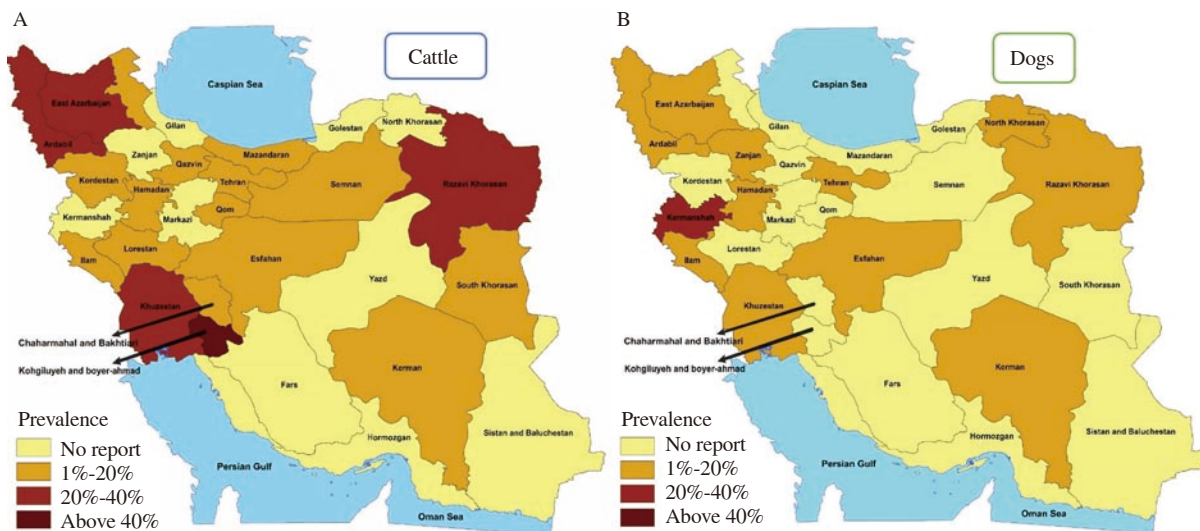 A
Cattle
Caspian Sea
East Azarbaijan
Ardabil
Gilan
Zanjan
Golestan
North Khorasan
Mazandaran
Qazvin
Kordestan
Hamadan
Tehran
Semnan
Razavi Khorasan
Kermanshah
Markazi
Qom
Lorestan
Ilam
Esfahan
Yazd
South Khorasan
Khuzestan
Chaharmahal and Bakhtiari
Kohgiluyeh and boyer-ahmad
Kerman
Fars
Sistan and Baluchestan
Hormozgan
Persian Gulf
Oman Sea
Prevalence
No report
1%-20%
20%-40%
Above 40%
B
Dogs
Caspian Sea
East Azarbaijan
Ardabil
Gilan
Zanjan
Golestan
North Khorasan
Mazandaran
Qazvin
Kordestan
Hamadan
Tehran
Semnan
Razavi Khorasan
Kermanshah
Markazi
Qom
Lorestan
Ilam
Esfahan
Yazd
South Khorasan
Khuzestan
Chaharmahal and Bakhtiari
Kohgiluyeh and boyer-ahmad
Kerman
Fars
Sistan and Baluchestan
Hormozgan
Persian Gulf
Oman Sea
Prevalence
No report
1%-20%
20%-40%
Above 40%